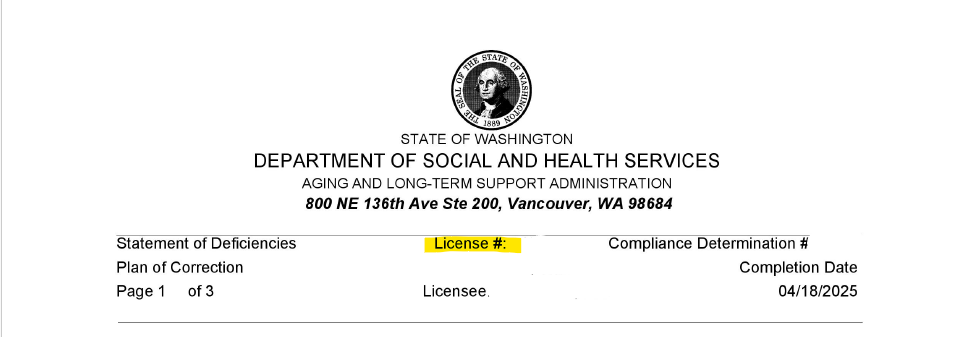 THE SEAL OF THE STATE OF WASHINGTON
1889
STATE OF WASHINGTON
DEPARTMENT OF SOCIAL AND HEALTH SERVICES
AGING AND LONG-TERM SUPPORT ADMINISTRATION
800 NE 136th Ave Ste 200, Vancouver, WA 98684
Statement of Deficiencies License #: Compliance Determination #
Plan of Correction Completion Date
Page 1 of 3 Licensee. 04/18/2025